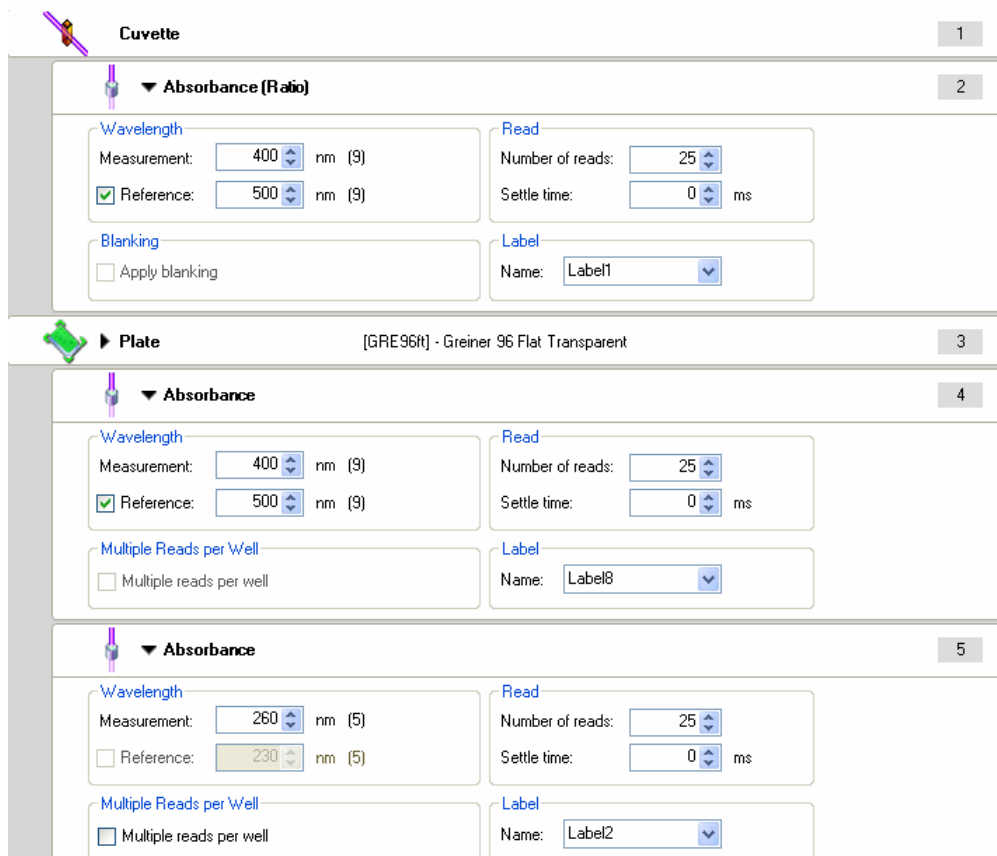 Cuvette 1
Absorbance (Ratio) 2
Wavelength Read
Measurement: 400 nm (9) Number of reads: 25
Reference: 500 nm (9) Settle time: 0 ms
Blanking Label
Apply blanking Name: Label1
Plate [GRE96ft] - Greiner 96 Flat Transparent 3
Absorbance 4
Wavelength Read
Measurement: 400 nm (9) Number of reads: 25
Reference: 500 nm (9) Settle time: 0 ms
Multiple Reads per Well Label
Multiple reads per well Name: Label8
Absorbance 5
Wavelength Read
Measurement: 260 nm (5) Number of reads: 25
Reference: 230 nm (5) Settle time: 0 ms
Multiple Reads per Well Label
Multiple reads per well Name: Label2